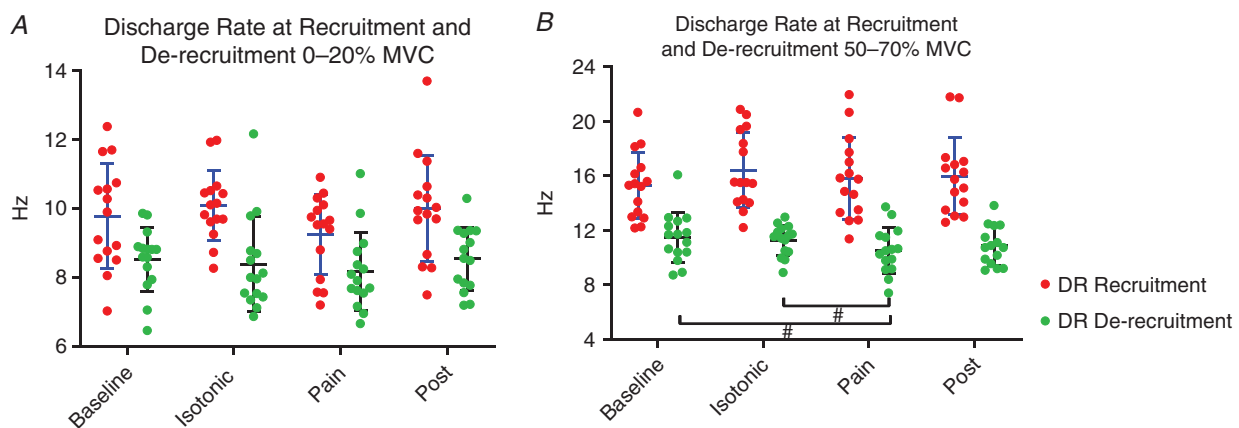 A
Discharge Rate at Recruitment and
De-recruitment 0–20% MVC
14
12
10
8
6
Hz
Baseline
Isotonic
Pain
Post
B
Discharge Rate at Recruitment
and De-recruitment 50–70% MVC
24
20
16
12
8
4
Hz
#
#
Baseline
Isotonic
Pain
Post
DR Recruitment
DR De-recruitment